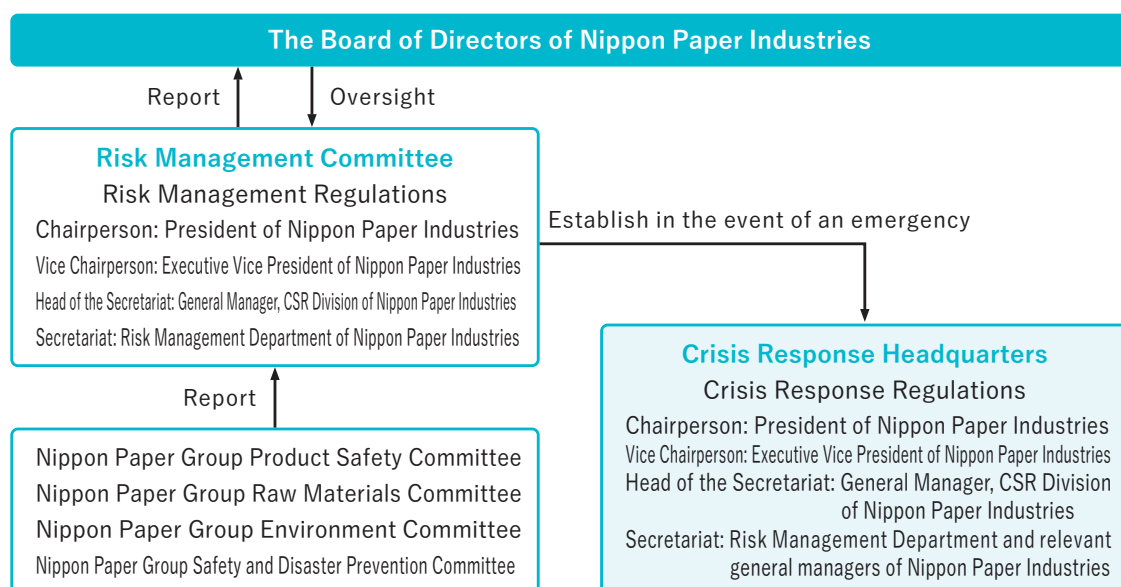 The Board of Directors of Nippon Paper Industries
Report
Oversight
Risk Management Committee
Risk Management Regulations
Chairperson: President of Nippon Paper Industries
Vice Chairperson: Executive Vice President of Nippon Paper Industries
Head of the Secretariat: General Manager, CSR Division of Nippon Paper Industries
Secretariat: Risk Management Department of Nippon Paper Industries
Establish in the event of an emergency
Report
Nippon Paper Group Product Safety Committee
Nippon Paper Group Raw Materials Committee
Nippon Paper Group Environment Committee
Nippon Paper Group Safety and Disaster Prevention Committee
Crisis Response Headquarters
Crisis Response Regulations
Chairperson: President of Nippon Paper Industries
Vice Chairperson: Executive Vice President of Nippon Paper Industries
Head of the Secretariat: General Manager, CSR Division
of Nippon Paper Industries
Secretariat: Risk Management Department and relevant
general managers of Nippon Paper Industries